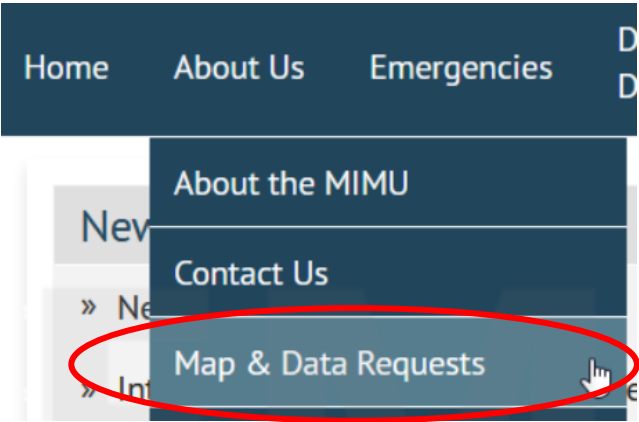 Home About Us Emergencies
About the MIMU
Contact Us
Map & Data Requests